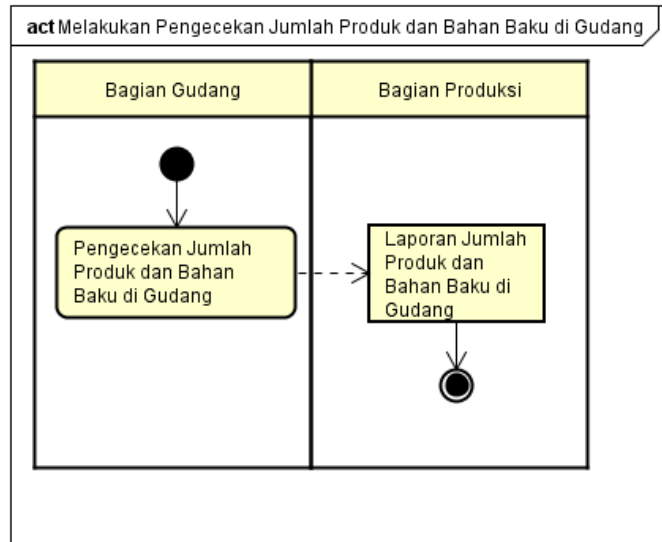 act Melakukan Pengecekan Jumlah Produk dan Bahan Baku di Gudang
Bagian Gudang
Bagian Produksi
Pengecekan Jumlah
Produk dan Bahan
Baku di Gudang
Laporan Jumlah
Produk dan
Bahan Baku di
Gudang